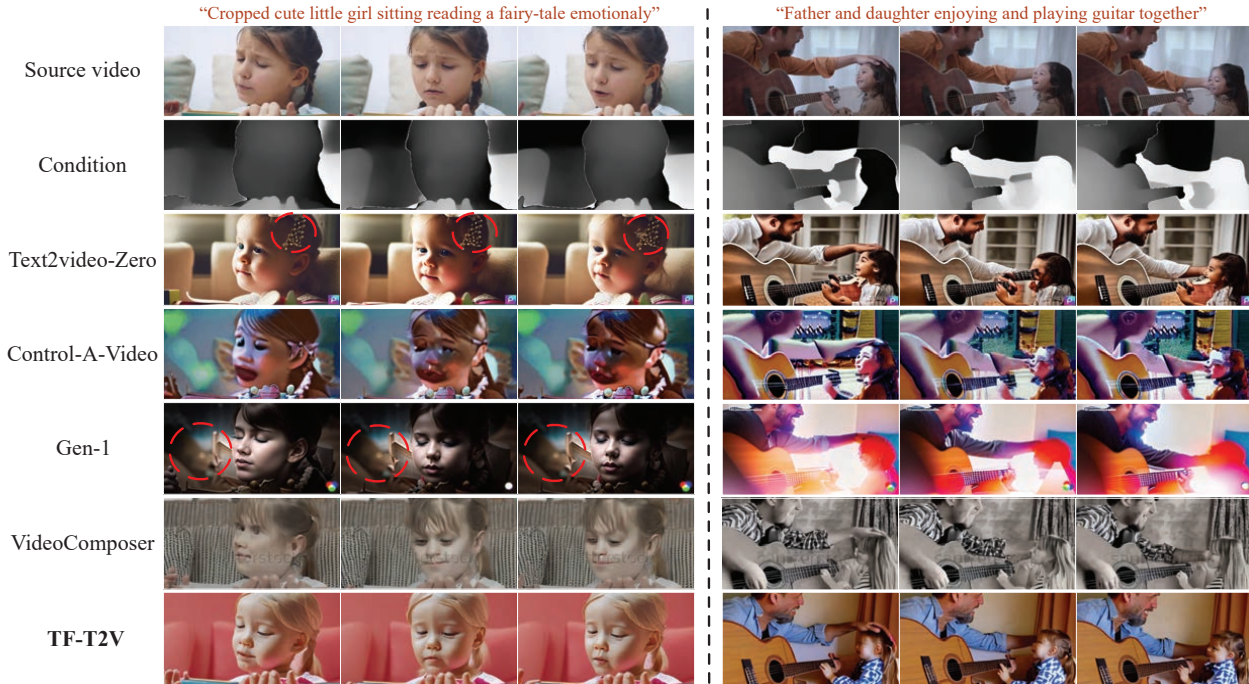 “Cropped cute little girl sitting reading a fairy-tale emotionaly”
“Father and daughter enjoying and playing guitar together”
Source video
Condition
Text2video-Zero
Control-A-Video
Gen-1
VideoComposer
TF-T2V